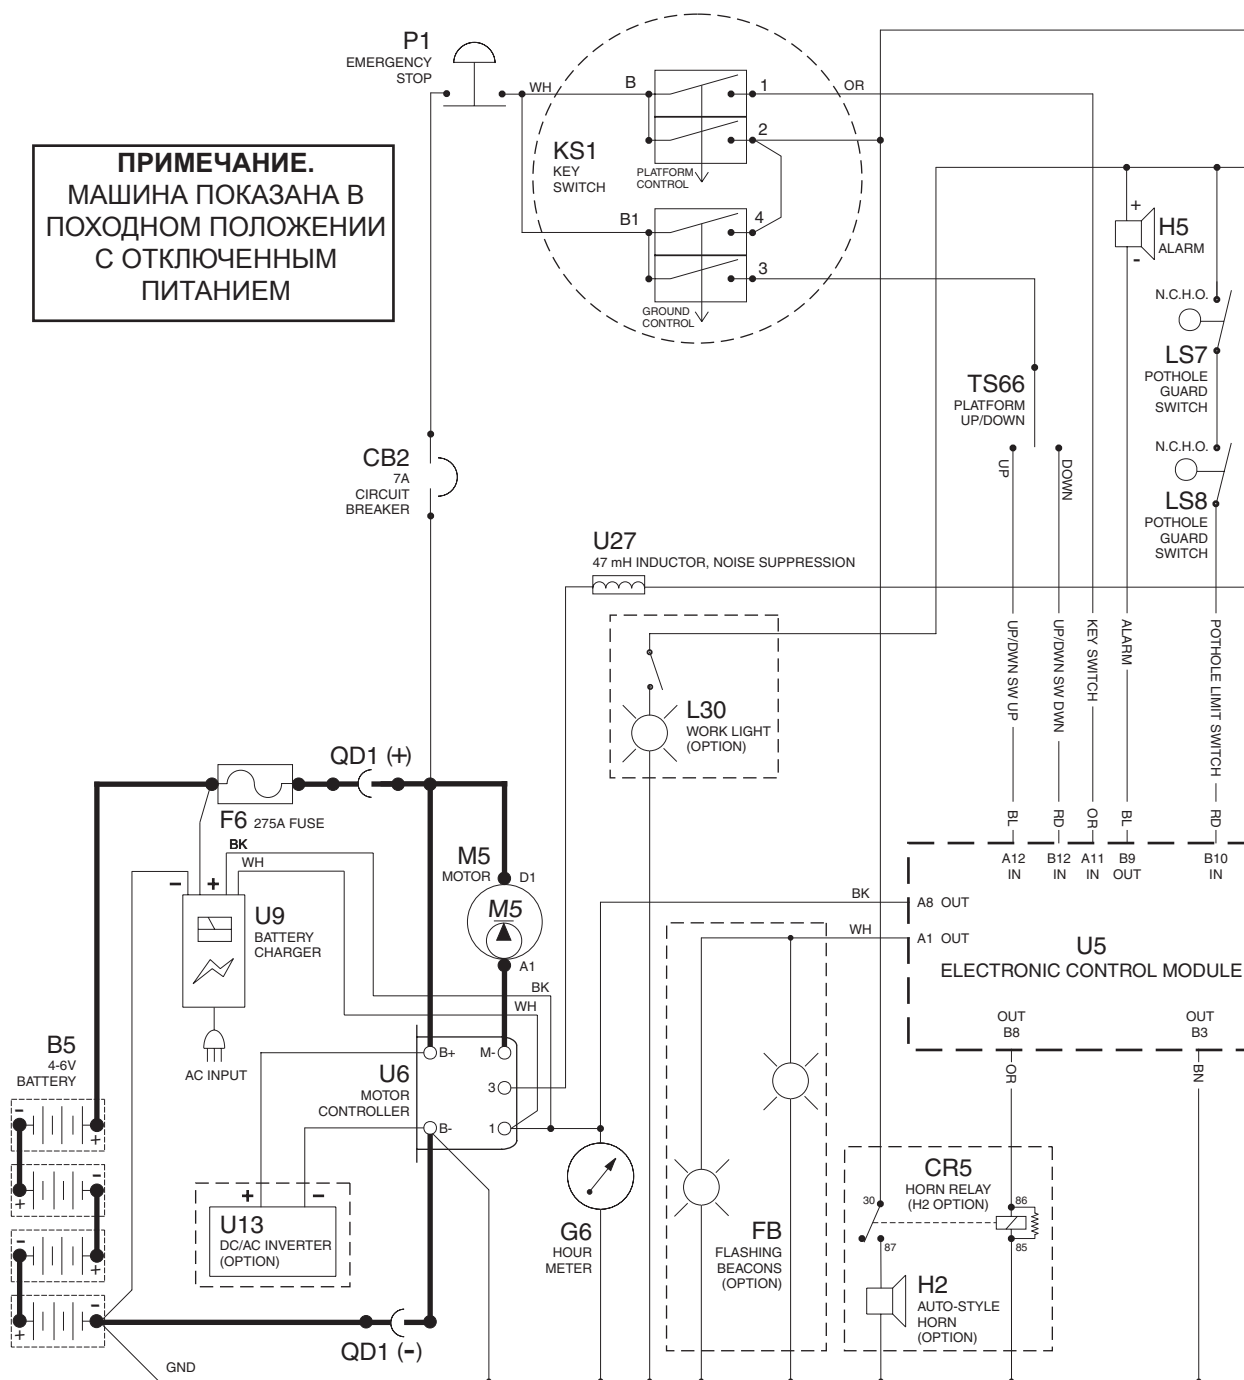 P1
EMERGENCY
STOP
ПРИМЕЧАНИЕ.
МАШИНА ПОКАЗАНА В
ПОХОДНОМ ПОЛОЖЕНИИ
С ОТКЛЮЧЕННЫМ
ПИТАНИЕМ
WH
B
1
OR
2
KS1
KEY
SWITCH
PLATFORM
CONTROL
B1
4
3
GROUND
CONTROL
+
H5
ALARM
-
N.C.H.O.
LS7
POTHOLE
GUARD
SWITCH
TS66
PLATFORM
UP/DOWN
UP
DOWN
N.C.H.O.
LS8
POTHOLE
GUARD
SWITCH
CB2
7A
CIRCUIT
BREAKER
U27
47 mH INDUCTOR, NOISE SUPPRESSION
UP/DWN SW UP
UP/DWN SW DWN
KEY SWITCH
ALARM
POTHOLE LIMIT SWITCH
L30
WORK LIGHT
(OPTION)
QD1 (+)
F6 275A FUSE
BL
RD
OR
BL
RD
A12
IN
B12
IN
A11
IN
B9
OUT
B10
IN
BK
WH
M5
MOTOR
D1
M5
A1
- +
U9
BATTERY
CHARGER
AC INPUT
BK
A8 OUT
WH
A1 OUT
U5
ELECTRONIC CONTROL MODULE
OUT
B8
OUT
B3
OR
BN
BK
WH
B5
4-6V
BATTERY
- +
+ -
- +
+ -
U6
MOTOR
CONTROLLER
B+
M-
3
B-
1
+ -
U13
DC/AC INVERTER
(OPTION)
G6
HOUR
METER
FB
FLASHING
BEACONS
(OPTION)
CR5
HORN RELAY
(H2 OPTION)
30
87
86
85
H2
AUTO-STYLE
HORN
(OPTION)
QD1 (-)
GND